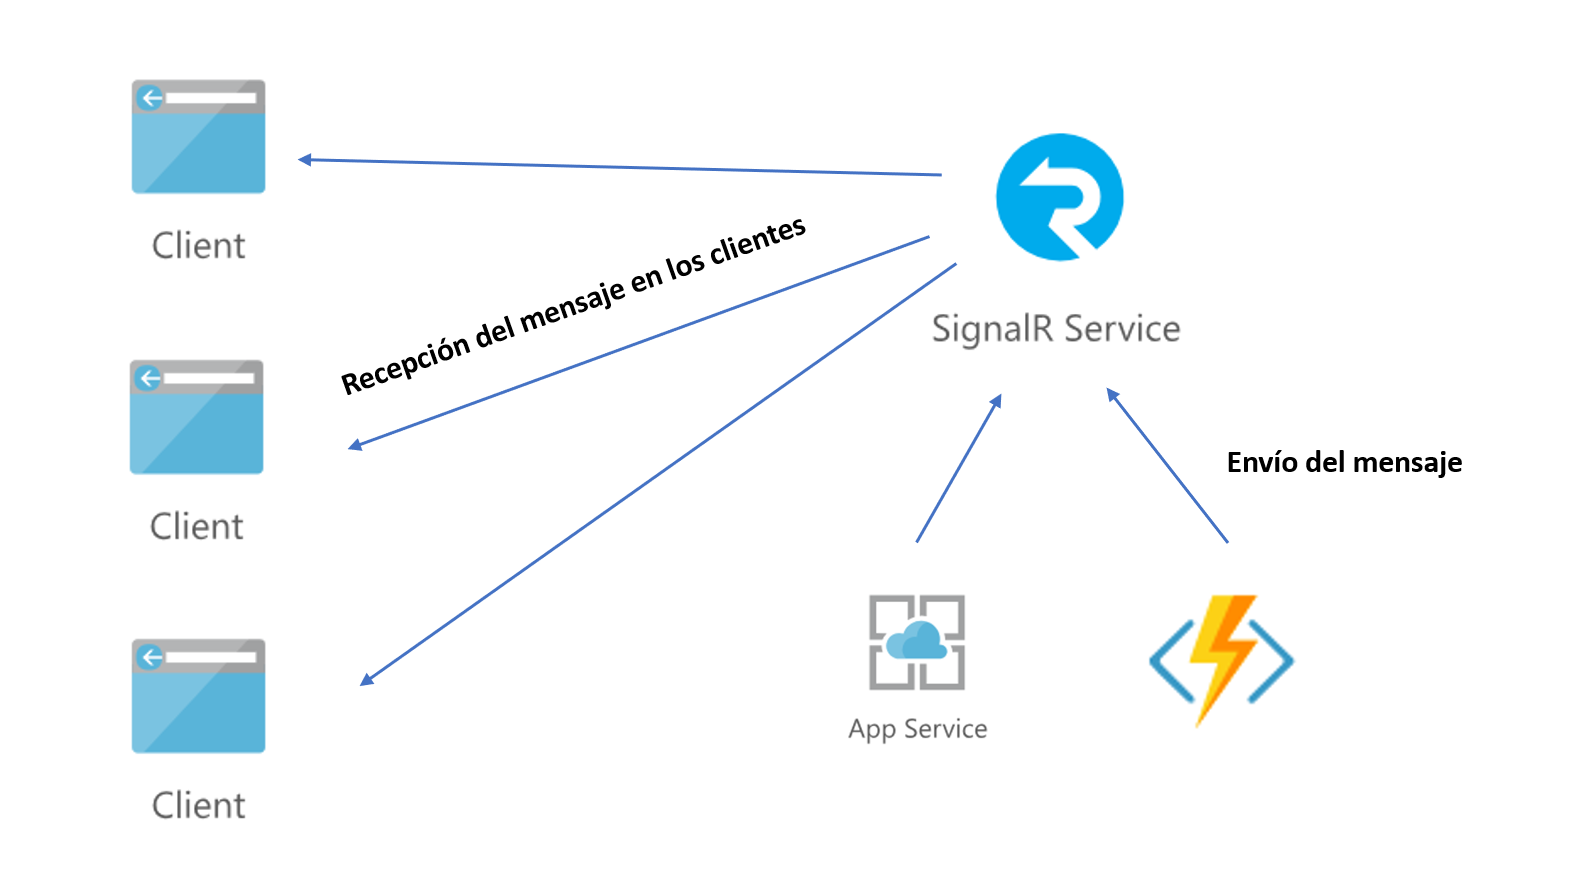 Client
Recepción del mensaje en los clientes
SignalR Service
Client
Envío del mensaje
App Service
Client